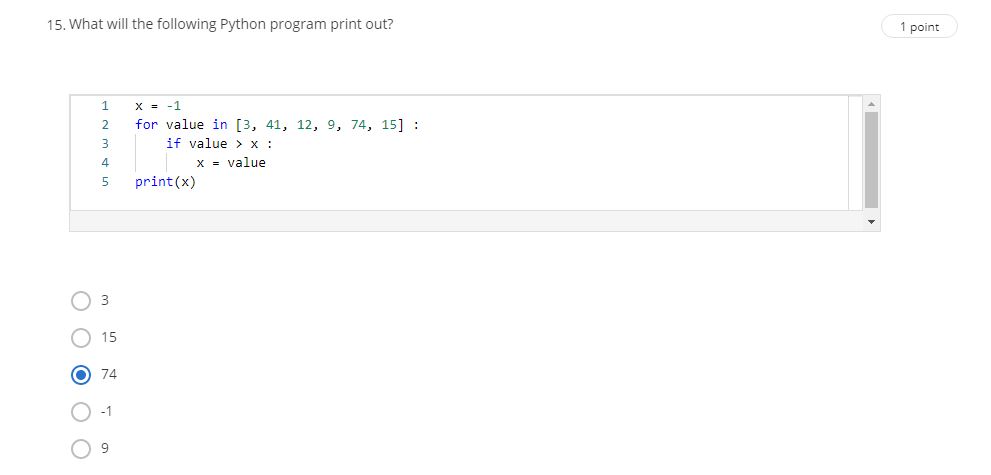 15. What will the following Python program print out?
1 point
1 x = -1
2 for value in [3, 41, 12, 9, 74, 15] :
3     if value > x :
4         x = value
5 print(x)
3
15
74
-1
9